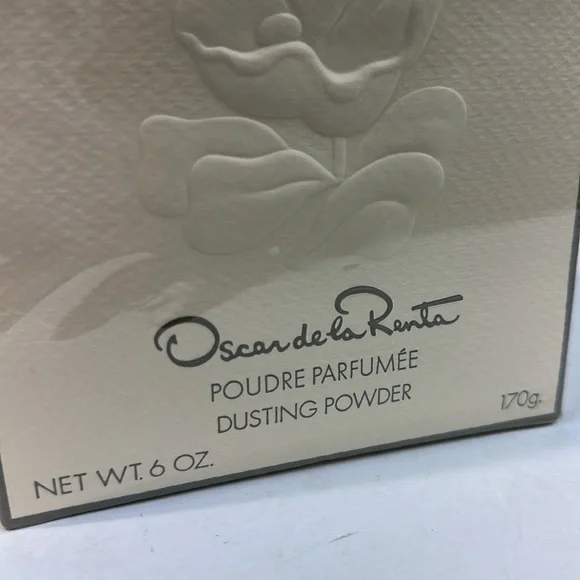 Oscar de la Renta
POUDRE PARFUMÉE
DUSTING POWDER
170g.
NET WT. 6 OZ.